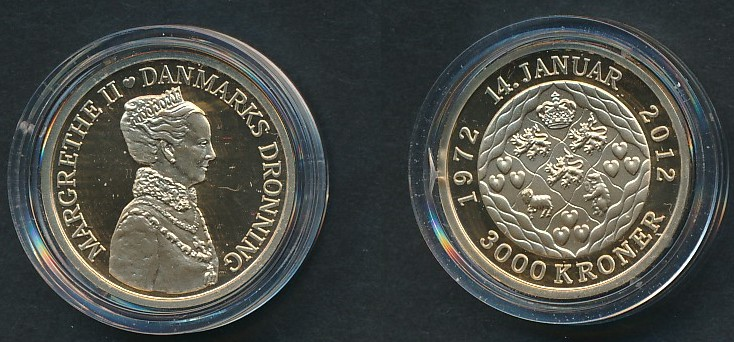 MARGRETHE II ♥ DANMARKS DRONNING
14. JANUAR
1972 2012
3000 KRONER